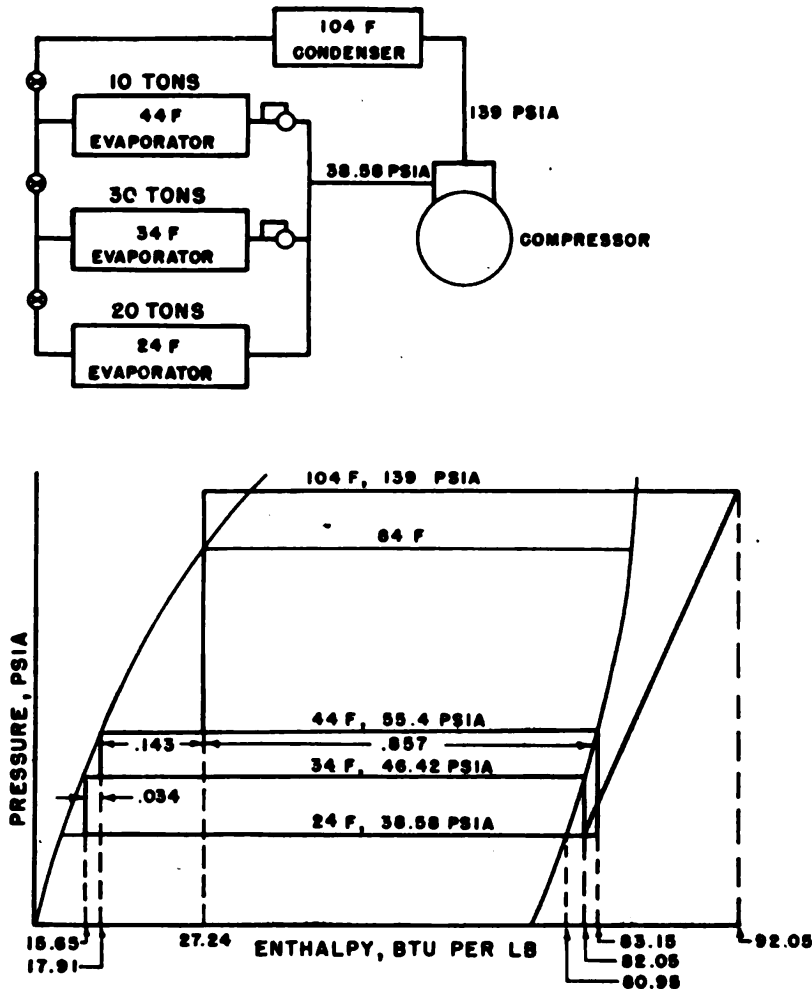 104 F
CONDENSER
10 TONS
44 F
EVAPORATOR
139 PSIA
38.58 PSIA
30 TONS
34 F
EVAPORATOR
COMPRESSOR
20 TONS
24 F
EVAPORATOR
104 F, 139 PSIA
84 F
PRESSURE, PSIA
44 F, 55.4 PSIA
.143
.857
34 F, 46.42 PSIA
.034
24 F, 38.58 PSIA
15.65
17.91
27.24
ENTHALPY, BTU PER LB
83.15
82.05
80.95
92.05